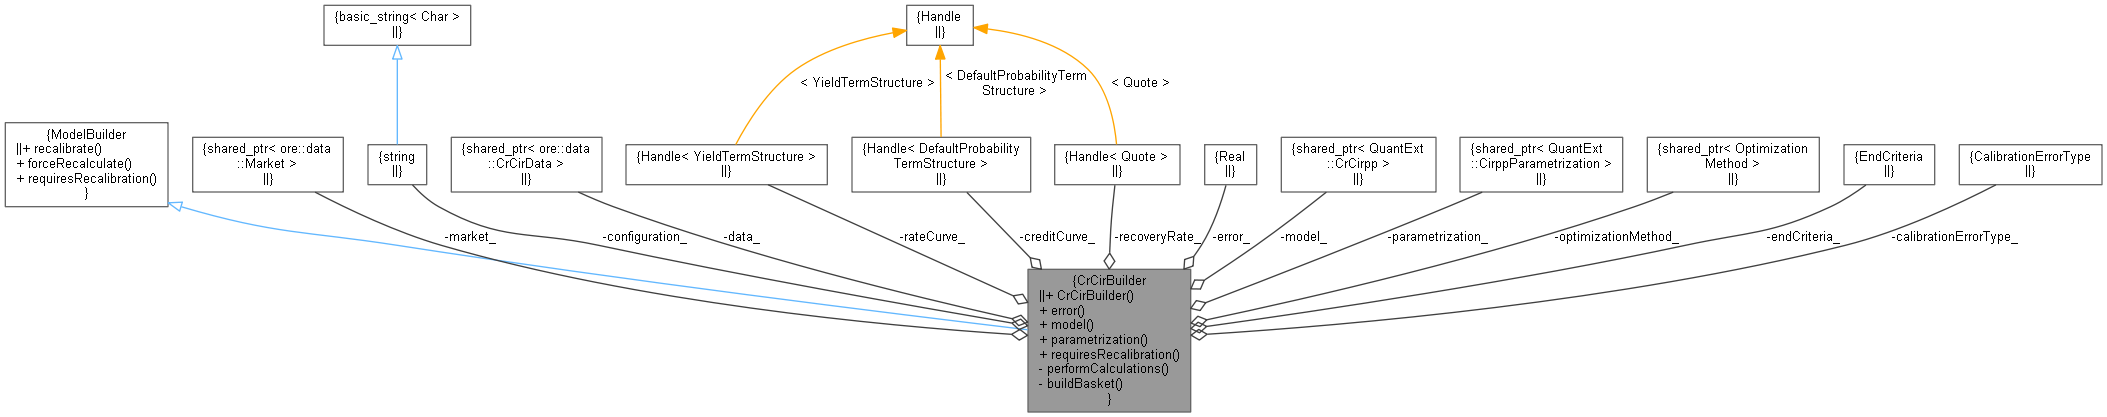 {basic_string< Char >
||}
{Handle
||}
< YieldTermStructure >
< DefaultProbabilityTerm
Structure >
< Quote >
{ModelBuilder
||+ recalibrate()
+ forceRecalculate()
+ requiresRecalibration()
}
{shared_ptr< ore::data
::Market >
||}
{string
||}
{shared_ptr< ore::data
::CrCirData >
||}
{Handle< YieldTermStructure >
||}
{Handle< DefaultProbability
TermStructure >
||}
{Handle< Quote >
||}
{Real
||}
{shared_ptr< QuantExt
::CrCirpp >
||}
{shared_ptr< QuantExt
::CirppParametrization >
||}
{shared_ptr< Optimization
Method >
||}
{EndCriteria
||}
{CalibrationErrorType
||}
-market_
-configuration_
-data_
-rateCurve_
-creditCurve_
-recoveryRate_
-error_
-model_
-parametrization_
-optimizationMethod_
-endCriteria_
-calibrationErrorType_
{CrCirBuilder
||+ CrCirBuilder()
+ error()
+ model()
+ parametrization()
+ requiresRecalibration()
- performCalculations()
- buildBasket()
}